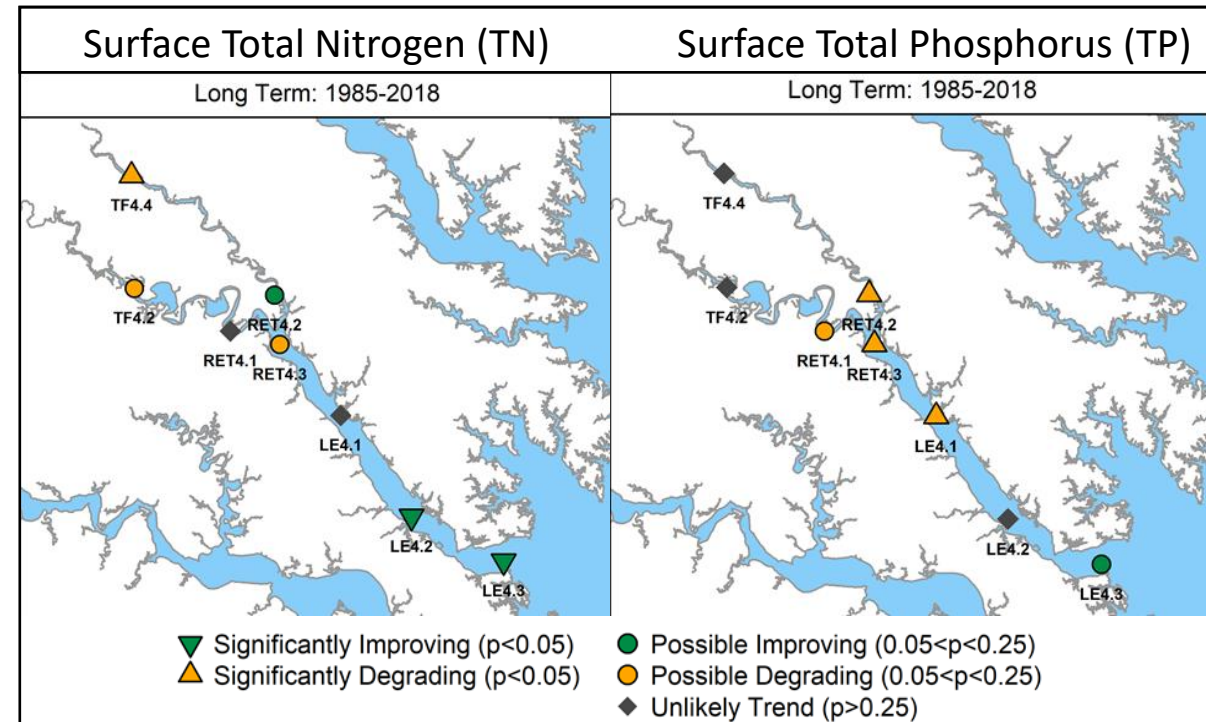 Surface Total Nitrogen (TN)
Surface Total Phosphorus (TP)
Long Term: 1985-2018
Long Term: 1985-2018
TF4.4
TF4.2
RET4.2
RET4.1
RET4.3
LE4.1
LE4.2
LE4.3
TF4.4
TF4.2
RET4.2
RET4.1
RET4.3
LE4.1
LE4.2
LE4.3
Significantly Improving (p<0.05)
Significantly Degrading (p<0.05)
Possible Improving (0.05<p<0.25)
Possible Degrading (0.05<p<0.25)
Unlikely Trend (p>0.25)